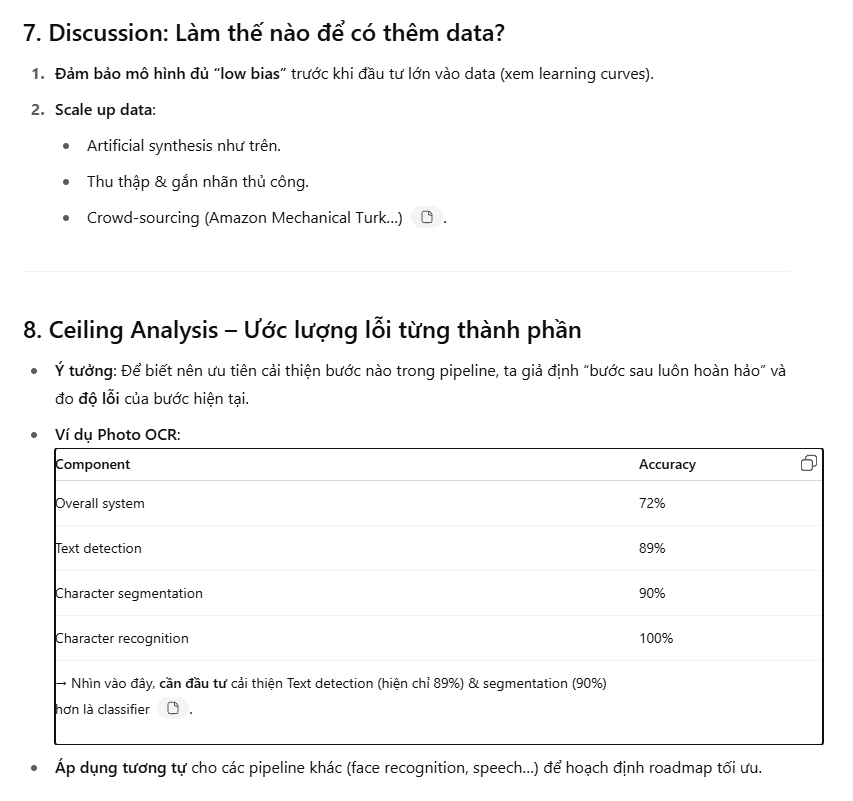 7. Discussion: Làm thế nào để có thêm data?
1. Đảm bảo mô hình đủ “low bias” trước khi đầu tư lớn vào data (xem learning curves).
2. Scale up data:
• Artificial synthesis như trên.
• Thu thập & gắn nhãn thủ công.
• Crowd-sourcing (Amazon Mechanical Turk…) .
8. Ceiling Analysis – Ước lượng lỗi từng thành phần
• Ý tưởng: Để biết nên ưu tiên cải thiện bước nào trong pipeline, ta giả định “bước sau luôn hoàn hảo” và
đo độ lỗi của bước hiện tại.
• Ví dụ Photo OCR:
Component Accuracy
Overall system 72%
Text detection 89%
Character segmentation 90%
Character recognition 100%
→ Nhìn vào đây, cần đầu tư cải thiện Text detection (hiện chỉ 89%) & segmentation (90%)
hơn là classifier .
• Áp dụng tương tự cho các pipeline khác (face recognition, speech…) để hoạch định roadmap tối ưu.